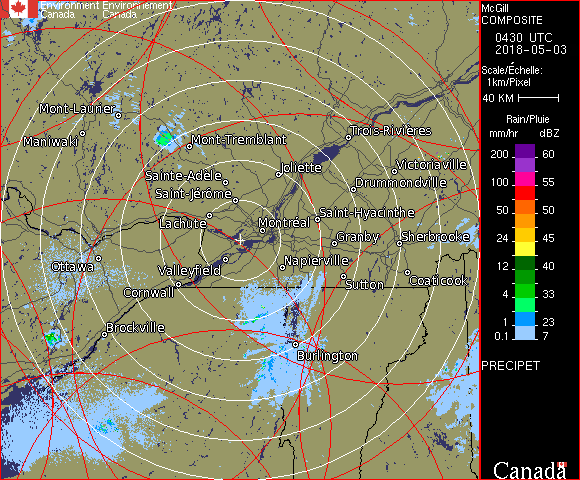 Environment Environnement
Canada Canada
McGill
COMPOSITE
0430 UTC
2018-05-03
Scale/Échelle:
1km/Pixel
40 KM
Rain/Pluie
mm/hr dBZ
200 60
100 55
50 50
24 45
12 40
4 33
1 23
0.1 7
PRECIPET
Canada
Mont-Laurier
Maniwaki
Mont-Tremblant
Trois-Rivières
Sainte-Adèle
Joliette
Victoriaville
Saint-Jérôme
Drummondville
Lachute
Montréal
Saint-Hyacinthe
Granby
Sherbrooke
Ottawa
Valleyfield
Napierville
Cornwall
Sutton
Coaticook
Brockville
Burlington